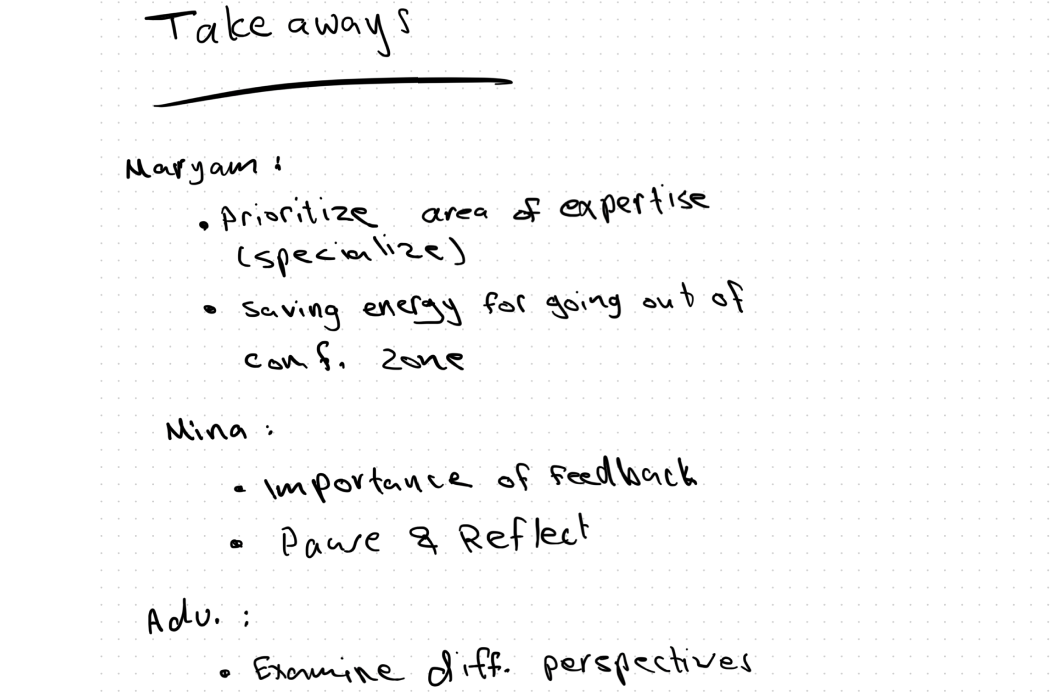 Take aways
Maryam :
• Prioritize area of expertise
(specialize)
• saving energy for going out of
conf. zone
Mina :
• Importance of Feedback
• Pause & Reflect
Adv. :
• Examine diff. perspectives